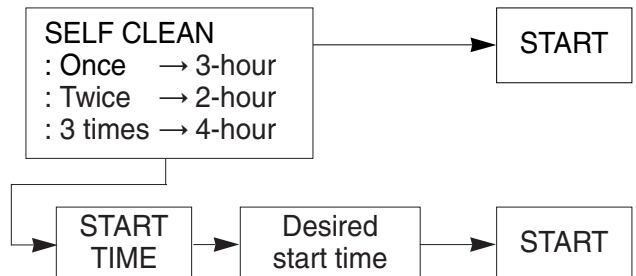 SELF CLEAN
: Once → 3-hour
: Twice → 2-hour
: 3 times → 4-hour
START
START
TIME
Desired
start time
START